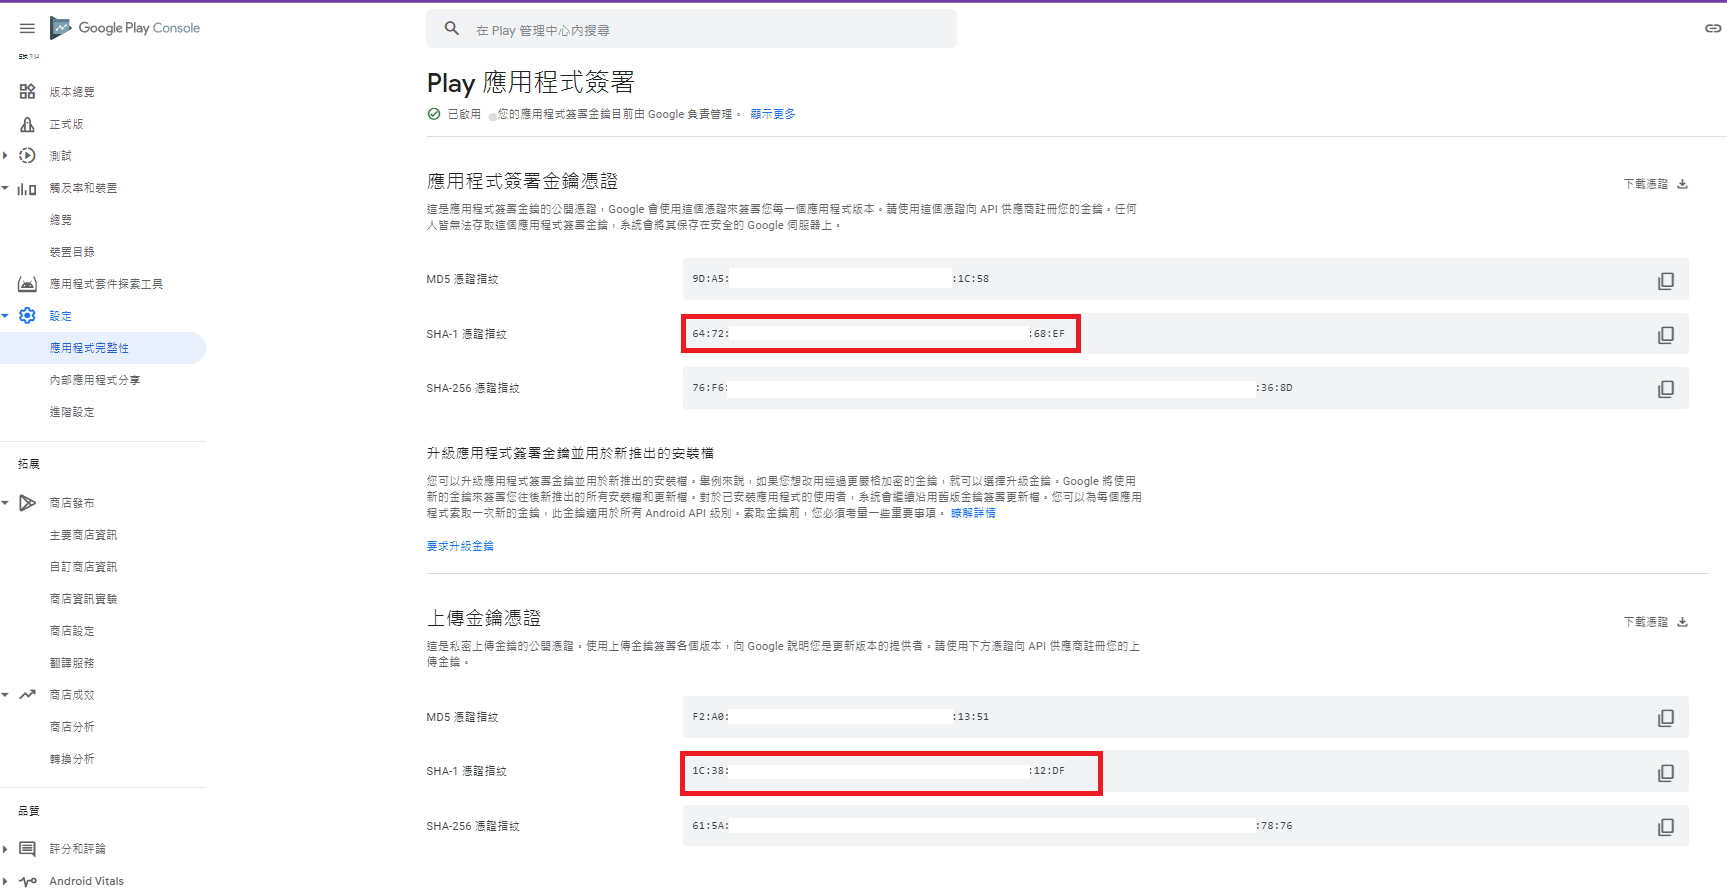 Google Play Console
在 Play 管理中心內搜尋
版本總覽
正式版
測試
觸及率和裝置
總覽
裝置目錄
應用程式套件探索工具
設定
應用程式完整性
內部應用程式分享
進階設定
拓展
商店發布
主要商店資訊
自訂商店資訊
商店資訊實驗
商店設定
翻譯服務
商店成效
商店分析
轉換分析
品質
評分和評論
Android Vitals
Play 應用程式簽署
已啟用 您的應用程式簽署金鑰目前由 Google 負責管理。 顯示更多
應用程式簽署金鑰憑證
下載憑證
這是應用程式簽署金鑰的公開憑證,Google 會使用這個憑證來簽署您每一個應用程式版本。請使用這個憑證向 API 供應商註冊您的金鑰。任何
人皆無法存取這個應用程式簽署金鑰,系統會將其保存在安全的 Google 伺服器上。
MD5 憑證指紋
9D:A5: :1C:58
SHA-1 憑證指紋
64:72: :68:EF
SHA-256 憑證指紋
76:F6: :36:8D
升級應用程式簽署金鑰並用於新推出的安裝檔
您可以升級應用程式簽署金鑰並用於新推出的安裝檔。舉例來說,如果您想改用經過更嚴格加密的金鑰,就可以選擇升級金鑰。Google 將使用
新的金鑰來簽署您往後新推出的所有安裝檔和更新檔。對於已安裝應用程式的使用者,系統會繼續沿用舊版金鑰簽署更新檔。您可以為每個應用
程式索取一次新的金鑰,此金鑰適用於所有 Android API 級別。索取金鑰前,您必須考量一些重要事項。 瞭解詳情
要求升級金鑰
上傳金鑰憑證
下載憑證
這是私密上傳金鑰的公開憑證。使用上傳金鑰簽署各個版本,向 Google 說明您是更新版本的提供者。請使用下方憑證向 API 供應商註冊您的上
傳金鑰。
MD5 憑證指紋
F2:A0: :13:51
SHA-1 憑證指紋
1C:38: :12:DF
SHA-256 憑證指紋
61:5A: :78:76